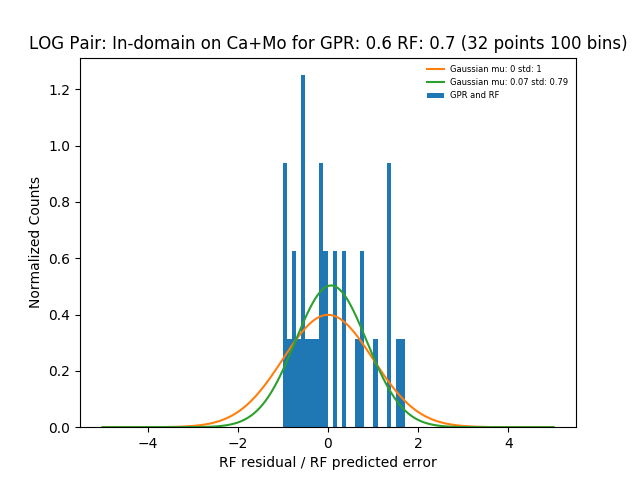 LOG Pair: In-domain on Ca+Mo for GPR: 0.6 RF: 0.7 (32 points 100 bins)
Gaussian mu: 0 std: 1
Gaussian mu: 0.07 std: 0.79
GPR and RF
Normalized Counts
1.2
1.0
0.8
0.6
0.4
0.2
0.0
−4 −2 0 2 4
RF residual / RF predicted error